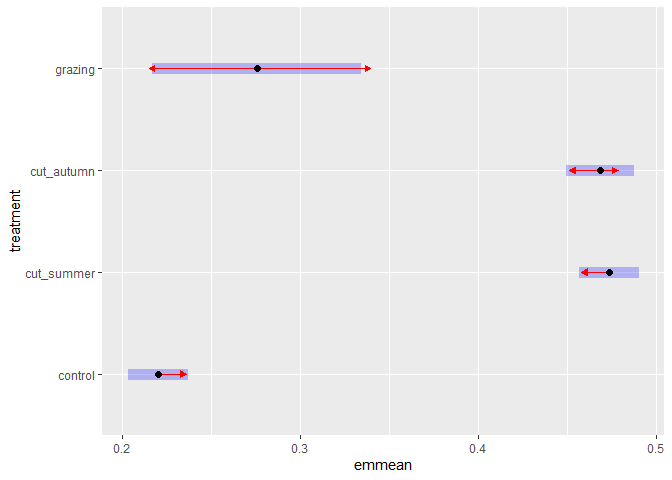 grazing
cut_autumn
cut_summer
control
treatment
0.2 0.3 0.4 0.5
emmean